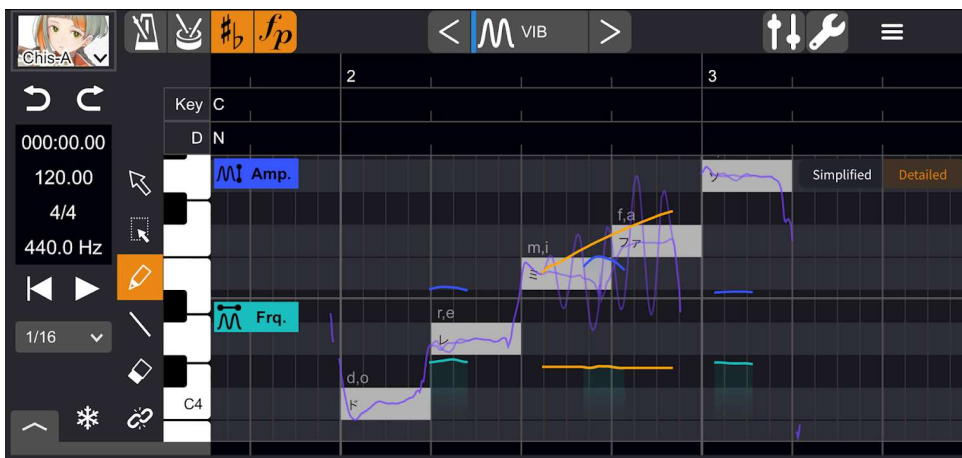 Chis-A
VIB
2
3
Key C
D N
000:00.00
120.00
4/4
440.0 Hz
1/16
C4
Amp.
Frq.
Simplified
Detailed
ソ
f,a
ファ
m,i
ミ
r,e
レ
d,o
ド